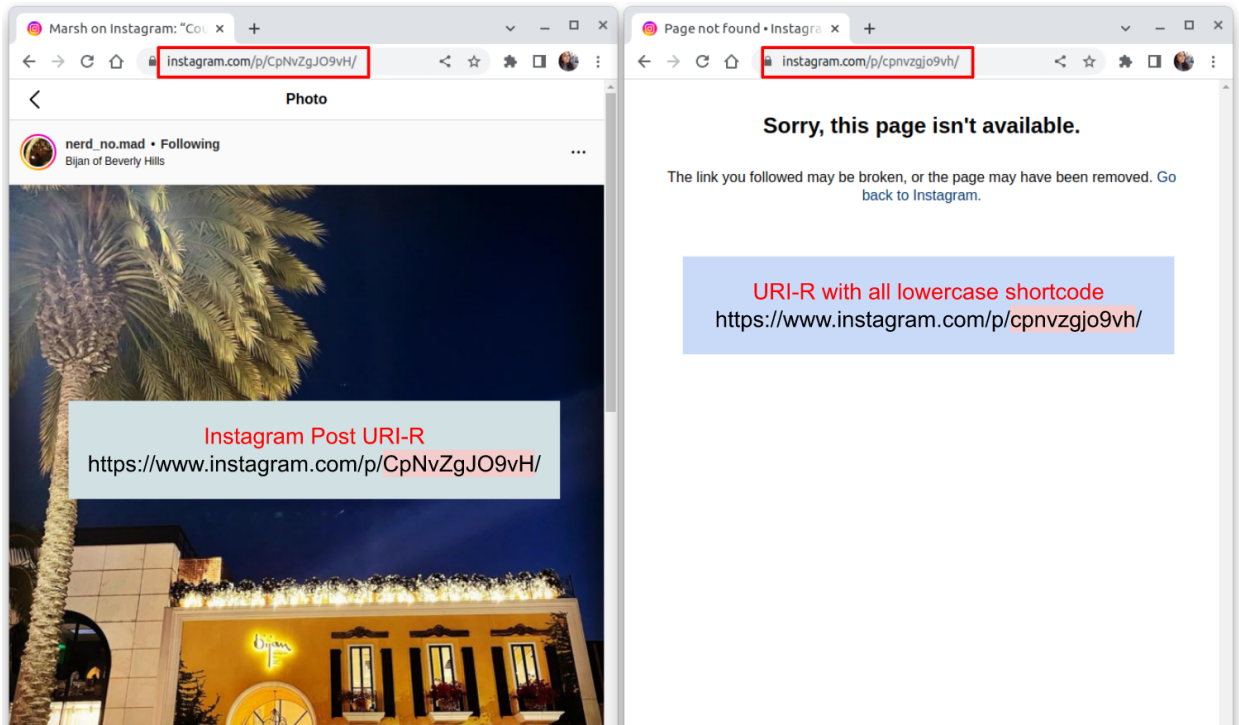 Marsh on Instagram: “Cou
instagram.com/p/CpNvZgJO9vH/
Photo
nerd_no.mad • Following
Bijan of Beverly Hills
Instagram Post URI-R
https://www.instagram.com/p/CpNvZgJO9vH/
bijan
Page not found • Instagra
instagram.com/p/cpnvzgjo9vh/
Sorry, this page isn't available.
The link you followed may be broken, or the page may have been removed. Go
back to Instagram.
URI-R with all lowercase shortcode
https://www.instagram.com/p/cpnvzgjo9vh/